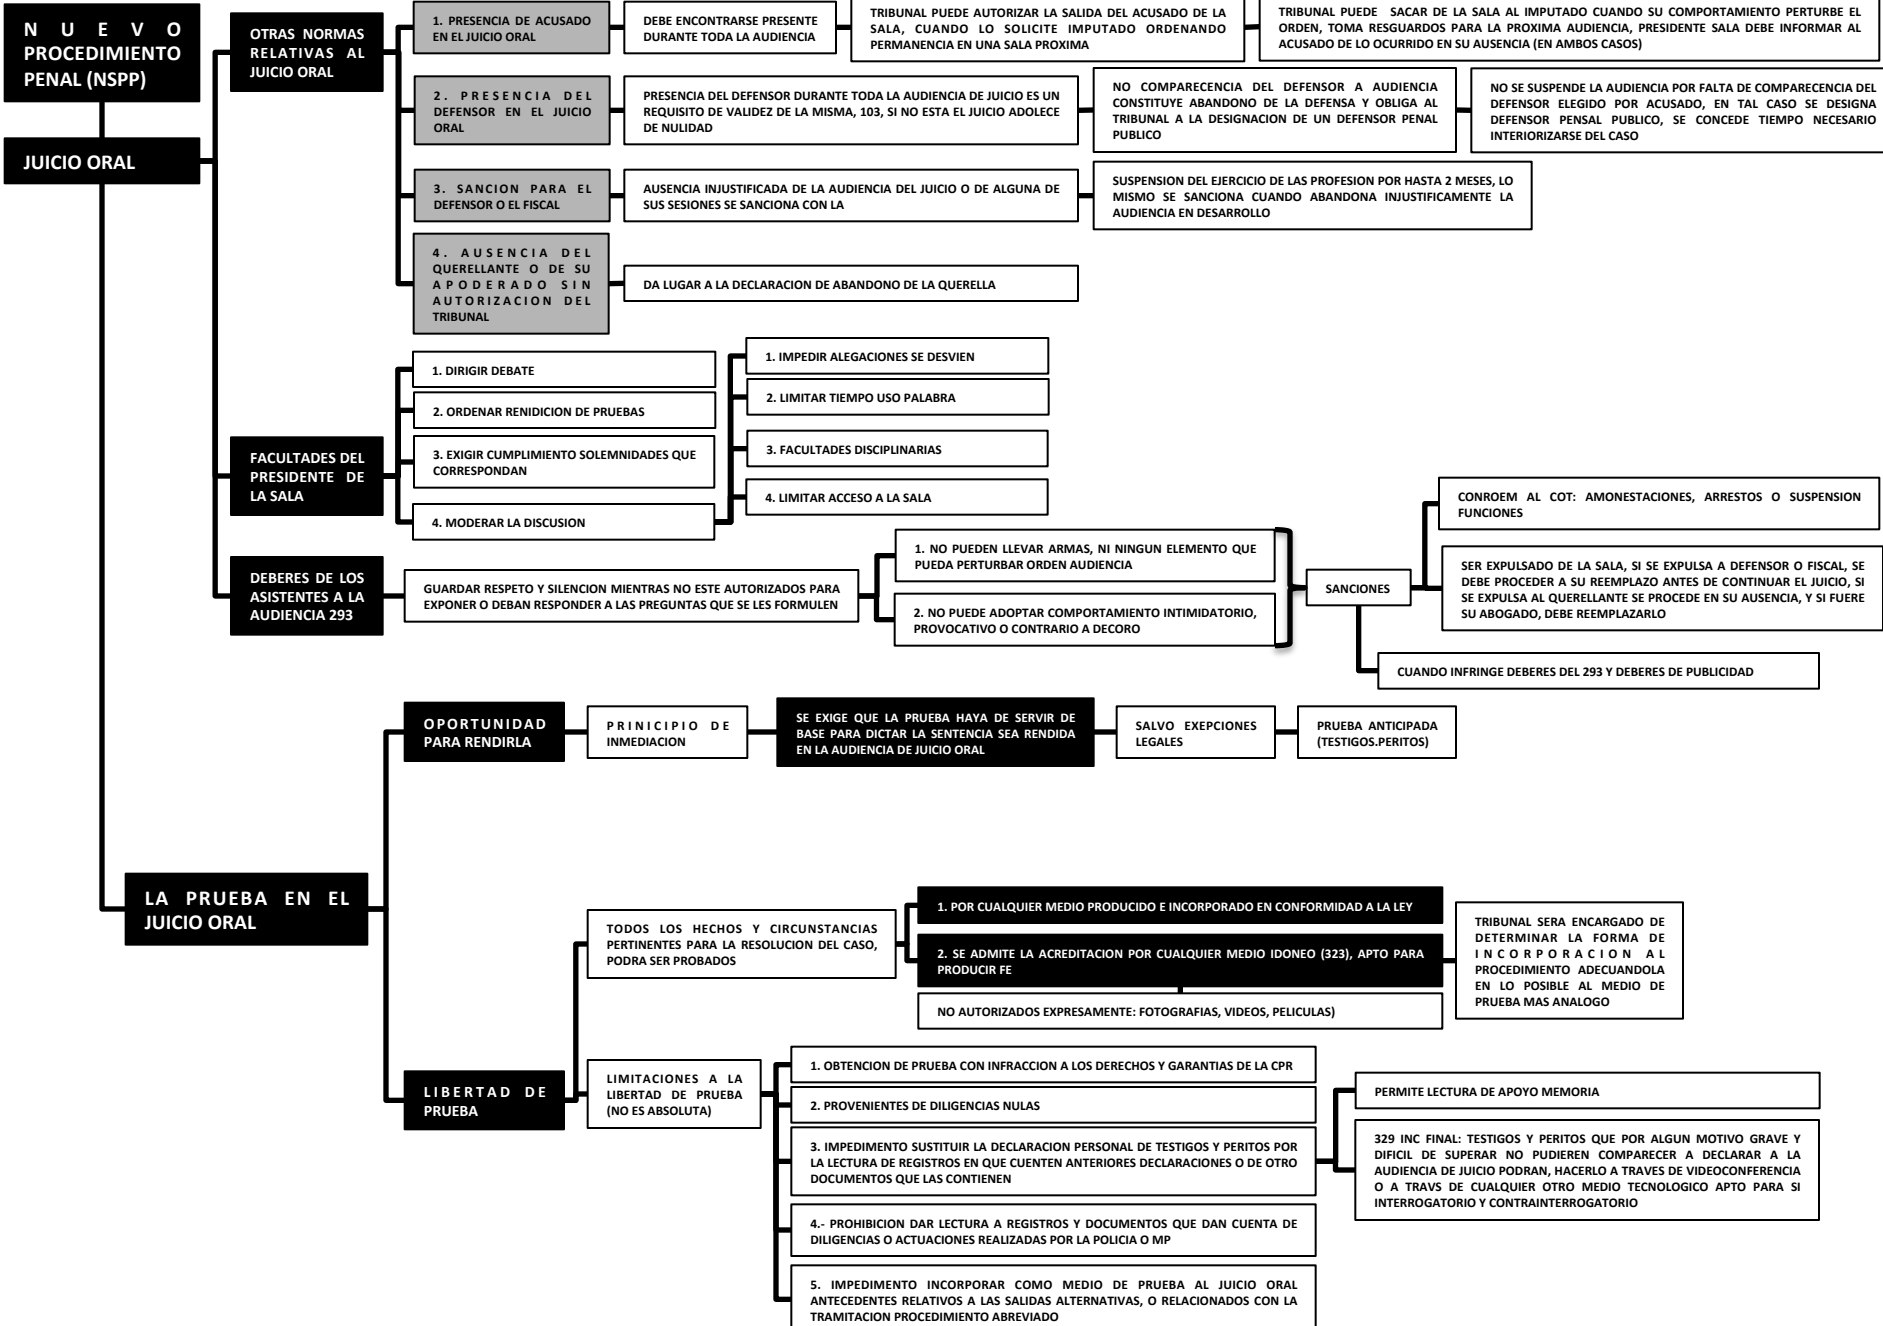 N U E V O
PROCEDIMIENTO
PENAL (NSPP)
JUICIO ORAL
OTRAS NORMAS
RELATIVAS AL
JUICIO ORAL
1. PRESENCIA DE ACUSADO
EN EL JUICIO ORAL
DEBE ENCONTRARSE PRESENTE
DURANTE TODA LA AUDIENCIA
TRIBUNAL PUEDE AUTORIZAR LA SALIDA DEL ACUSADO DE LA
SALA, CUANDO LO SOLICITE IMPUTADO ORDENANDO
PERMANENCIA EN UNA SALA PROXIMA
TRIBUNAL PUEDE SACAR DE LA SALA AL IMPUTADO CUANDO SU COMPORTAMIENTO PERTURBE EL
ORDEN, TOMA RESGUARDOS PARA LA PROXIMA AUDIENCIA, PRESIDENTE SALA DEBE INFORMAR AL
ACUSADO DE LO OCURRIDO EN SU AUSENCIA (EN AMBOS CASOS)
2. PRESENCIA DEL
DEFENSOR EN EL JUICIO
ORAL
PRESENCIA DEL DEFENSOR DURANTE TODA LA AUDIENCIA DE JUICIO ES UN
REQUISITO DE VALIDEZ DE LA MISMA, 103, SI NO ESTA EL JUICIO ADOLECE
DE NULIDAD
NO COMPARECENCIA DEL DEFENSOR A AUDIENCIA
CONSTITUYE ABANDONO DE LA DEFENSA Y OBLIGA AL
TRIBUNAL A LA DESIGNACION DE UN DEFENSOR PENAL
PUBLICO
NO SE SUSPENDE LA AUDIENCIA POR FALTA DE COMPARECENCIA DEL
DEFENSOR ELEGIDO POR ACUSADO, EN TAL CASO SE DESIGNA
DEFENSOR PENSAL PUBLICO, SE CONCEDE TIEMPO NECESARIO
INTERIORIZARSE DEL CASO
3. SANCION PARA EL
DEFENSOR O EL FISCAL
AUSENCIA INJUSTIFICADA DE LA AUDIENCIA DEL JUICIO O DE ALGUNA DE
SUS SESIONES SE SANCIONA CON LA
SUSPENSION DEL EJERCICIO DE LAS PROFESION POR HASTA 2 MESES, LO
MISMO SE SANCIONA CUANDO ABANDONA INJUSTIFICAMENTE LA
AUDIENCIA EN DESARROLLO
4. AUSENCIA DEL
QUERELLANTE O DE SU
APODERADO SIN
AUTORIZACION DEL
TRIBUNAL
DA LUGAR A LA DECLARACION DE ABANDONO DE LA QUERELLA
FACULTADES DEL
PRESIDENTE DE
LA SALA
1. DIRIGIR DEBATE
2. ORDENAR RENIDICION DE PRUEBAS
3. EXIGIR CUMPLIMIENTO SOLEMNIDADES QUE
CORRESPONDAN
4. MODERAR LA DISCUSION
1. IMPEDIR ALEGACIONES SE DESVIEN
2. LIMITAR TIEMPO USO PALABRA
3. FACULTADES DISCIPLINARIAS
4. LIMITAR ACCESO A LA SALA
DEBERES DE LOS
ASISTENTES A LA
AUDIENCIA 293
GUARDAR RESPETO Y SILENCION MIENTRAS NO ESTE AUTORIZADOS PARA
EXPONER O DEBAN RESPONDER A LAS PREGUNTAS QUE SE LES FORMULEN
1. NO PUEDEN LLEVAR ARMAS, NI NINGUN ELEMENTO QUE
PUEDA PERTURBAR ORDEN AUDIENCIA
2. NO PUEDE ADOPTAR COMPORTAMIENTO INTIMIDATORIO,
PROVOCATIVO O CONTRARIO A DECORO
SANCIONES
CONROEM AL COT: AMONESTACIONES, ARRESTOS O SUSPENSION
FUNCIONES
SER EXPULSADO DE LA SALA, SI SE EXPULSA A DEFENSOR O FISCAL, SE
DEBE PROCEDER A SU REEMPLAZO ANTES DE CONTINUAR EL JUICIO, SI
SE EXPULSA AL QUERELLANTE SE PROCEDE EN SU AUSENCIA, Y SI FUERE
SU ABOGADO, DEBE REEMPLAZARLO
CUANDO INFRINGE DEBERES DEL 293 Y DEBERES DE PUBLICIDAD
LA PRUEBA EN EL
JUICIO ORAL
OPORTUNIDAD
PARA RENDIRLA
PRINICIPIO DE
INMEDIACION
SE EXIGE QUE LA PRUEBA HAYA DE SERVIR DE
BASE PARA DICTAR LA SENTENCIA SEA RENDIDA
EN LA AUDIENCIA DE JUICIO ORAL
SALVO EXEPCIONES
LEGALES
PRUEBA ANTICIPADA
(TESTIGOS.PERITOS)
LIBERTAD DE
PRUEBA
TODOS LOS HECHOS Y CIRCUNSTANCIAS
PERTINENTES PARA LA RESOLUCION DEL CASO,
PODRA SER PROBADOS
1. POR CUALQUIER MEDIO PRODUCIDO E INCORPORADO EN CONFORMIDAD A LA LEY
2. SE ADMITE LA ACREDITACION POR CUALQUIER MEDIO IDONEO (323), APTO PARA
PRODUCIR FE
NO AUTORIZADOS EXPRESAMENTE: FOTOGRAFIAS, VIDEOS, PELICULAS)
TRIBUNAL SERA ENCARGADO DE
DETERMINAR LA FORMA DE
INCORPORACION AL
PROCEDIMIENTO ADECUANDOLA
EN LO POSIBLE AL MEDIO DE
PRUEBA MAS ANALOGO
LIMITACIONES A LA
LIBERTAD DE PRUEBA
(NO ES ABSOLUTA)
1. OBTENCION DE PRUEBA CON INFRACCION A LOS DERECHOS Y GARANTIAS DE LA CPR
2. PROVENIENTES DE DILIGENCIAS NULAS
3. IMPEDIMENTO SUSTITUIR LA DECLARACION PERSONAL DE TESTIGOS Y PERITOS POR
LA LECTURA DE REGISTROS EN QUE CUENTEN ANTERIORES DECLARACIONES O DE OTRO
DOCUMENTOS QUE LAS CONTIENEN
PERMITE LECTURA DE APOYO MEMORIA
329 INC FINAL: TESTIGOS Y PERITOS QUE POR ALGUN MOTIVO GRAVE Y
DIFICIL DE SUPERAR NO PUDIEREN COMPARECER A DECLARAR A LA
AUDIENCIA DE JUICIO PODRAN, HACERLO A TRAVES DE VIDEOCONFERENCIA
O A TRAVS DE CUALQUIER OTRO MEDIO TECNOLOGICO APTO PARA SI
INTERROGATORIO Y CONTRAINTERROGATORIO
4.- PROHIBICION DAR LECTURA A REGISTROS Y DOCUMENTOS QUE DAN CUENTA DE
DILIGENCIAS O ACTUACIONES REALIZADAS POR LA POLICIA O MP
5. IMPEDIMENTO INCORPORAR COMO MEDIO DE PRUEBA AL JUICIO ORAL
ANTECEDENTES RELATIVOS A LAS SALIDAS ALTERNATIVAS, O RELACIONADOS CON LA
TRAMITACION PROCEDIMIENTO ABREVIADO